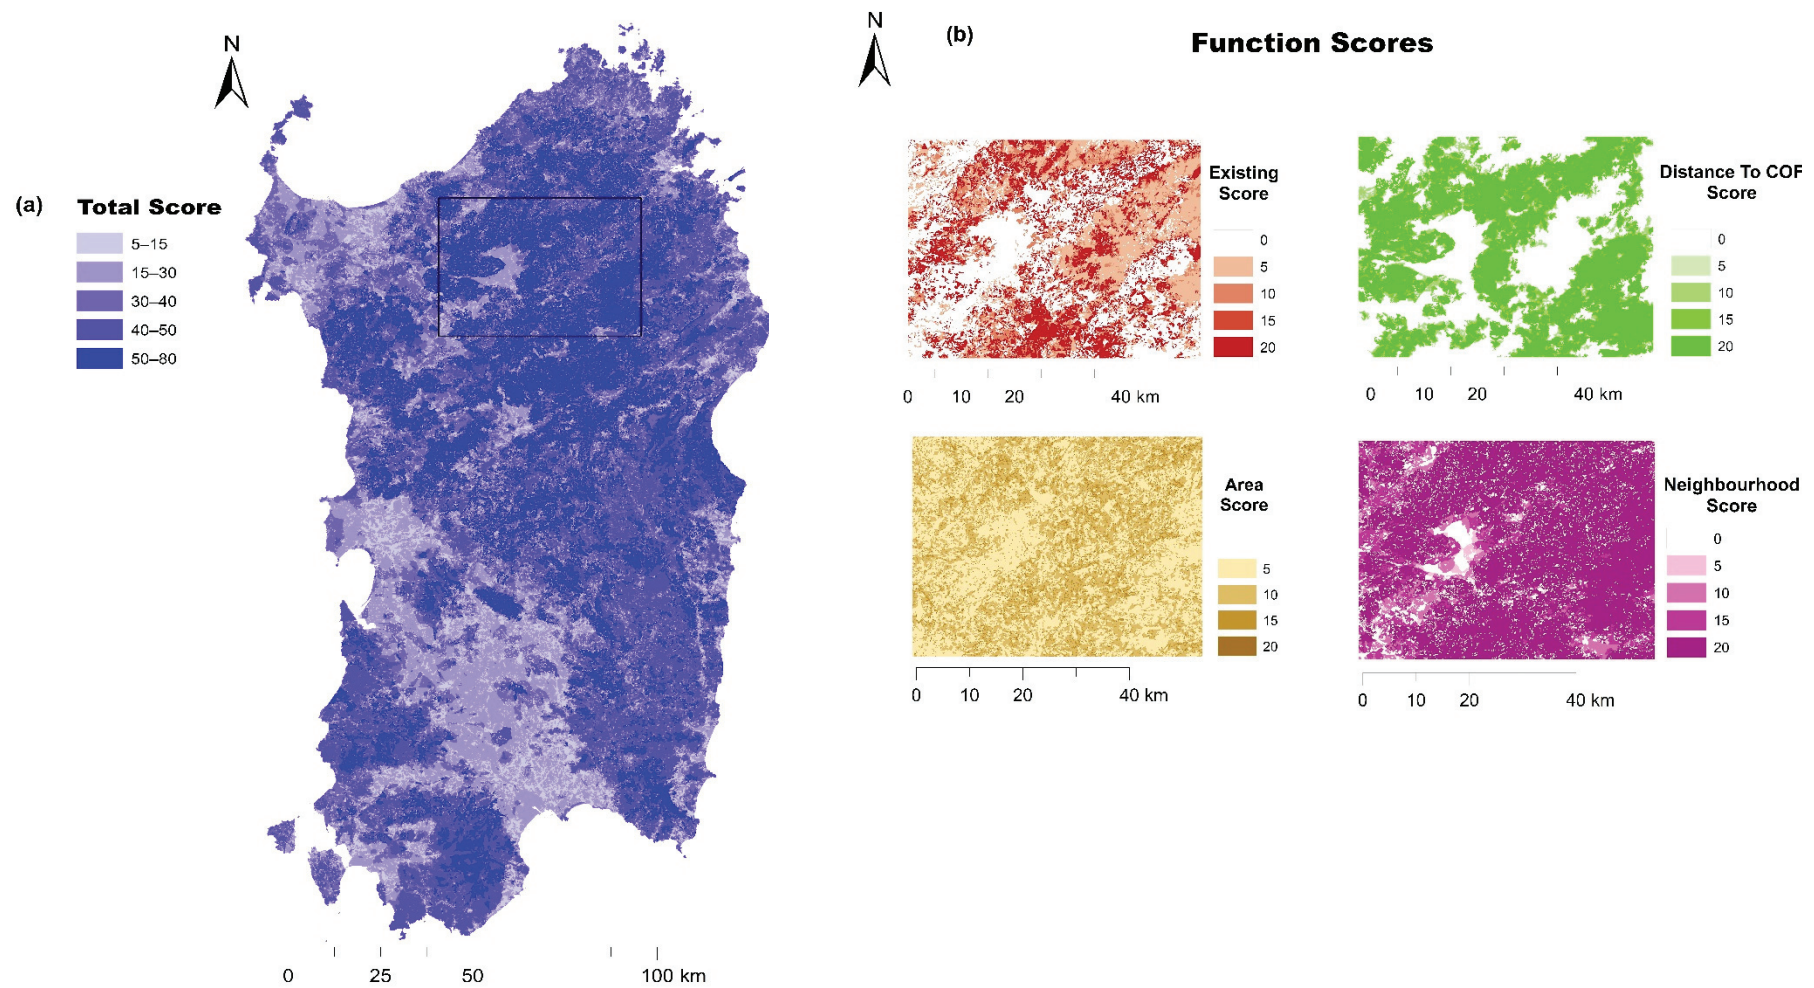 N
(a)
Total Score
5–15
15–30
30–40
40–50
50–80
0 25 50 100 km
N
(b)
Function Scores
Existing
Score
0
5
10
15
20
0 10 20 40 km
Distance To COF
Score
0
5
10
15
20
0 10 20 40 km
Area
Score
5
10
15
20
0 10 20 40 km
Neighbourhood
Score
0
5
10
15
20
0 10 20 40 km